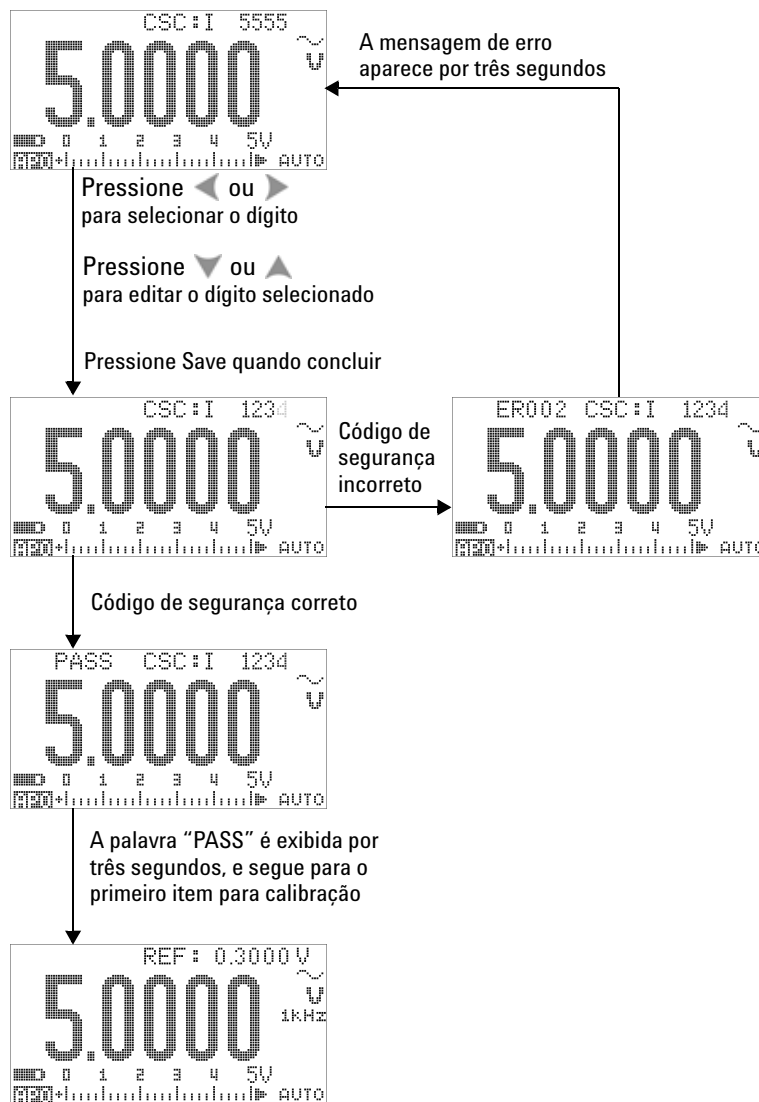 CSC:I 5555
5.0000
0 1 2 3 4 5V
APO AUTO
A mensagem de erro
aparece por três segundos
Pressione ou
para selecionar o dígito
Pressione ou
para editar o dígito selecionado
Pressione Save quando concluir
CSC:I 1234
5.0000
0 1 2 3 4 5V
APO AUTO
Código de
segurança
incorreto
ER002 CSC:I 1234
5.0000
0 1 2 3 4 5V
APO AUTO
Código de segurança correto
PASS CSC:I 1234
5.0000
0 1 2 3 4 5V
APO AUTO
A palavra “PASS” é exibida por
três segundos, e segue para o
primeiro item para calibração
REF: 0.3000 V
5.0000
1kHz
0 1 2 3 4 5V
APO AUTO